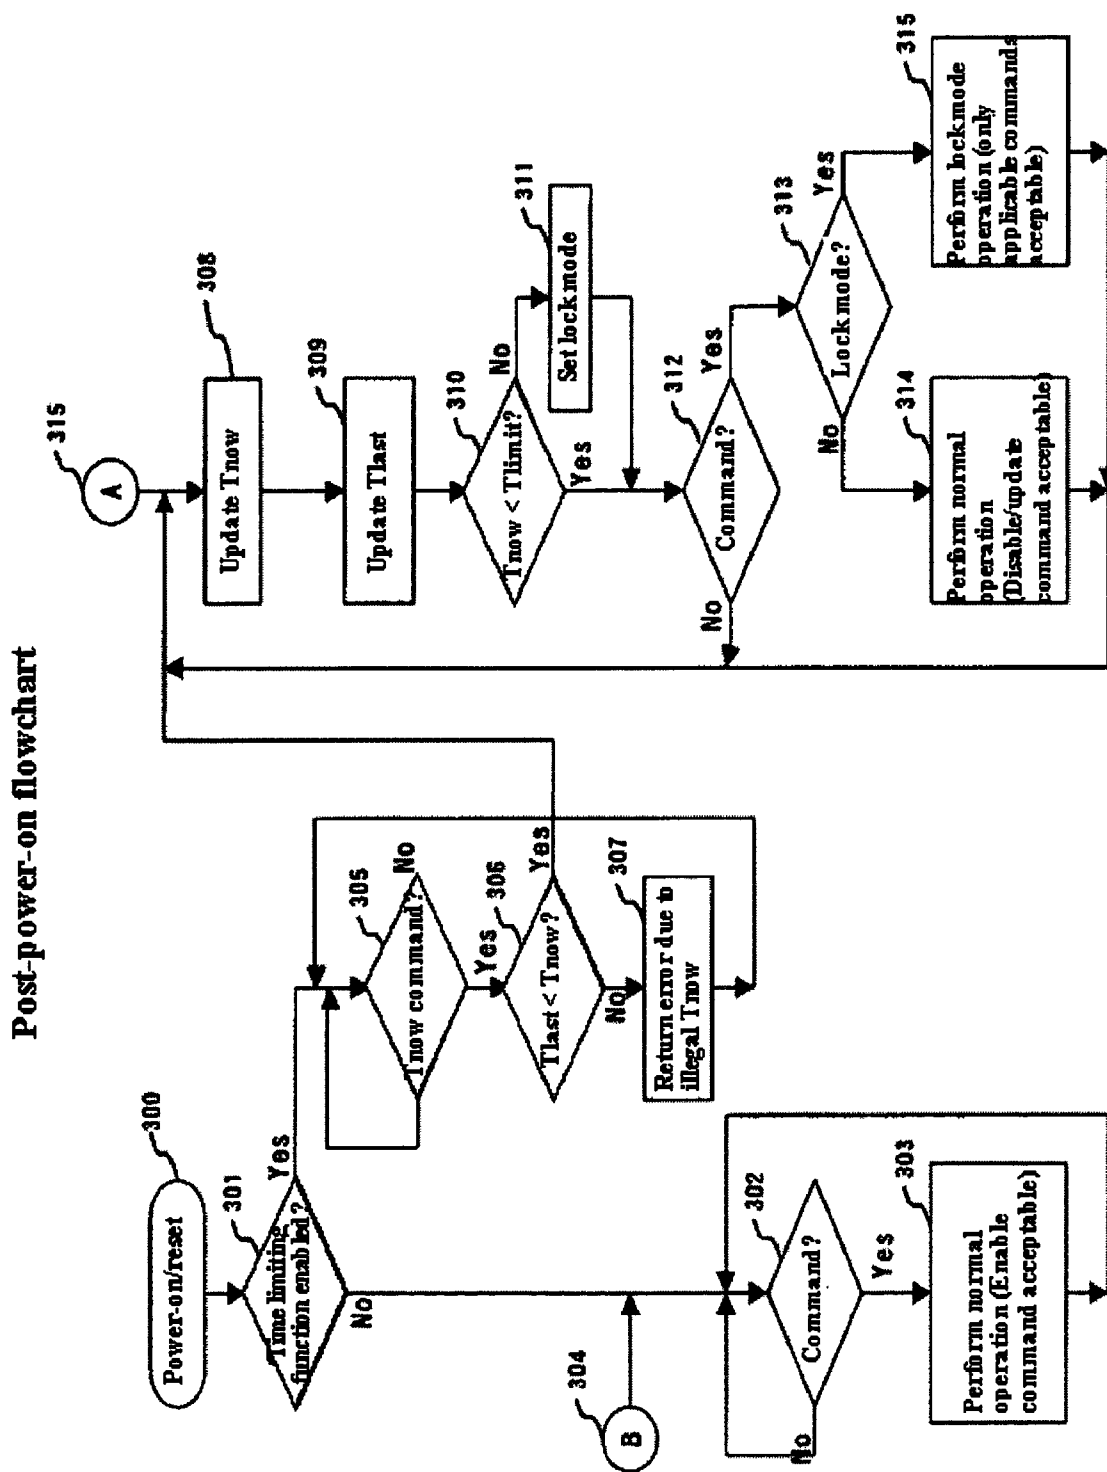 Post-power-on flowchart
300
Power-on/reset
301
Time limiting
function enabled?
Yes
No
304
B
302
Command?
No
Yes
303
Perform normal
operation (Enable
command acceptable)
305
Tnow command?
No
Yes
306
Tlast < Tnow?
Yes
No
307
Return error due to
illegal Tnow
315
A
308
Update Tnow
309
Update Tlast
310
Tnow < Tlimit?
No
Yes
311
Set lock mode
312
Command?
No
Yes
313
Lock mode?
No
Yes
314
Perform normal
operation
(Disable/update
command acceptable)
315
Perform lock mode
operation (only
applicable commands
acceptable)